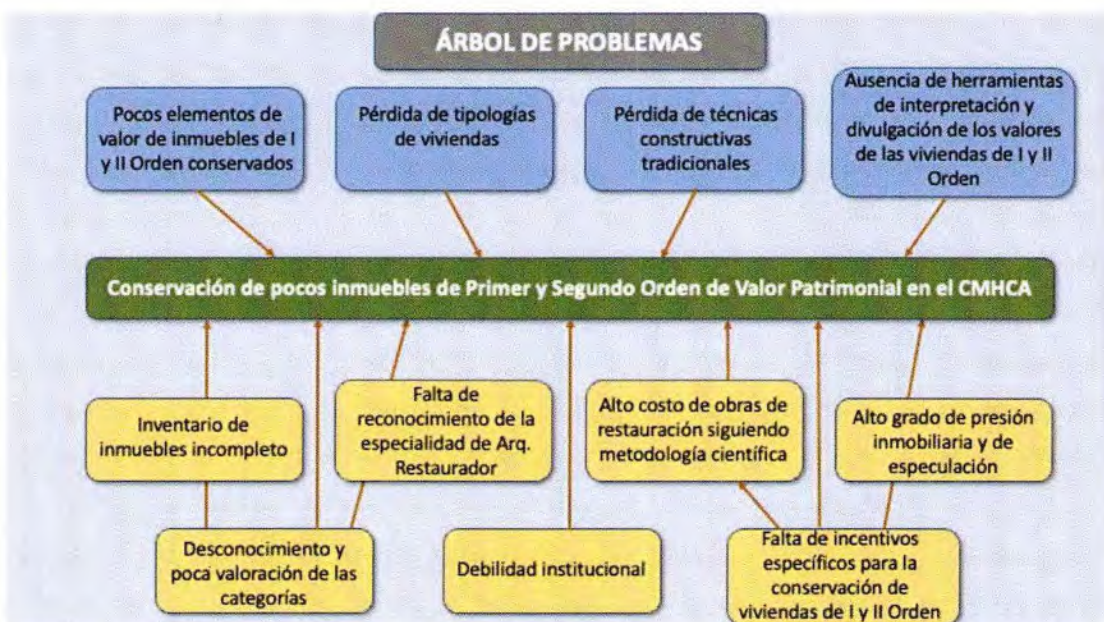 ÁRBOL DE PROBLEMAS
Pocos elementos de
valor de inmuebles de I
y II Orden conservados
Pérdida de tipologías
de viviendas
Pérdida de técnicas
constructivas
tradicionales
Ausencia de herramientas
de interpretación y
divulgación de los valores
de las viviendas de I y II
Orden
Conservación de pocos inmuebles de Primer y Segundo Orden de Valor Patrimonial en el CMHCA
Inventario de
inmuebles incompleto
Falta de
reconocimiento de la
especialidad de Arq.
Restaurador
Alto costo de obras de
restauración siguiendo
metodología científica
Alto grado de presión
inmobiliaria y de
especulación
Desconocimiento y
poca valoración de las
categorías
Debilidad institucional
Falta de incentivos
específicos para la
conservación de
viviendas de I y II Orden